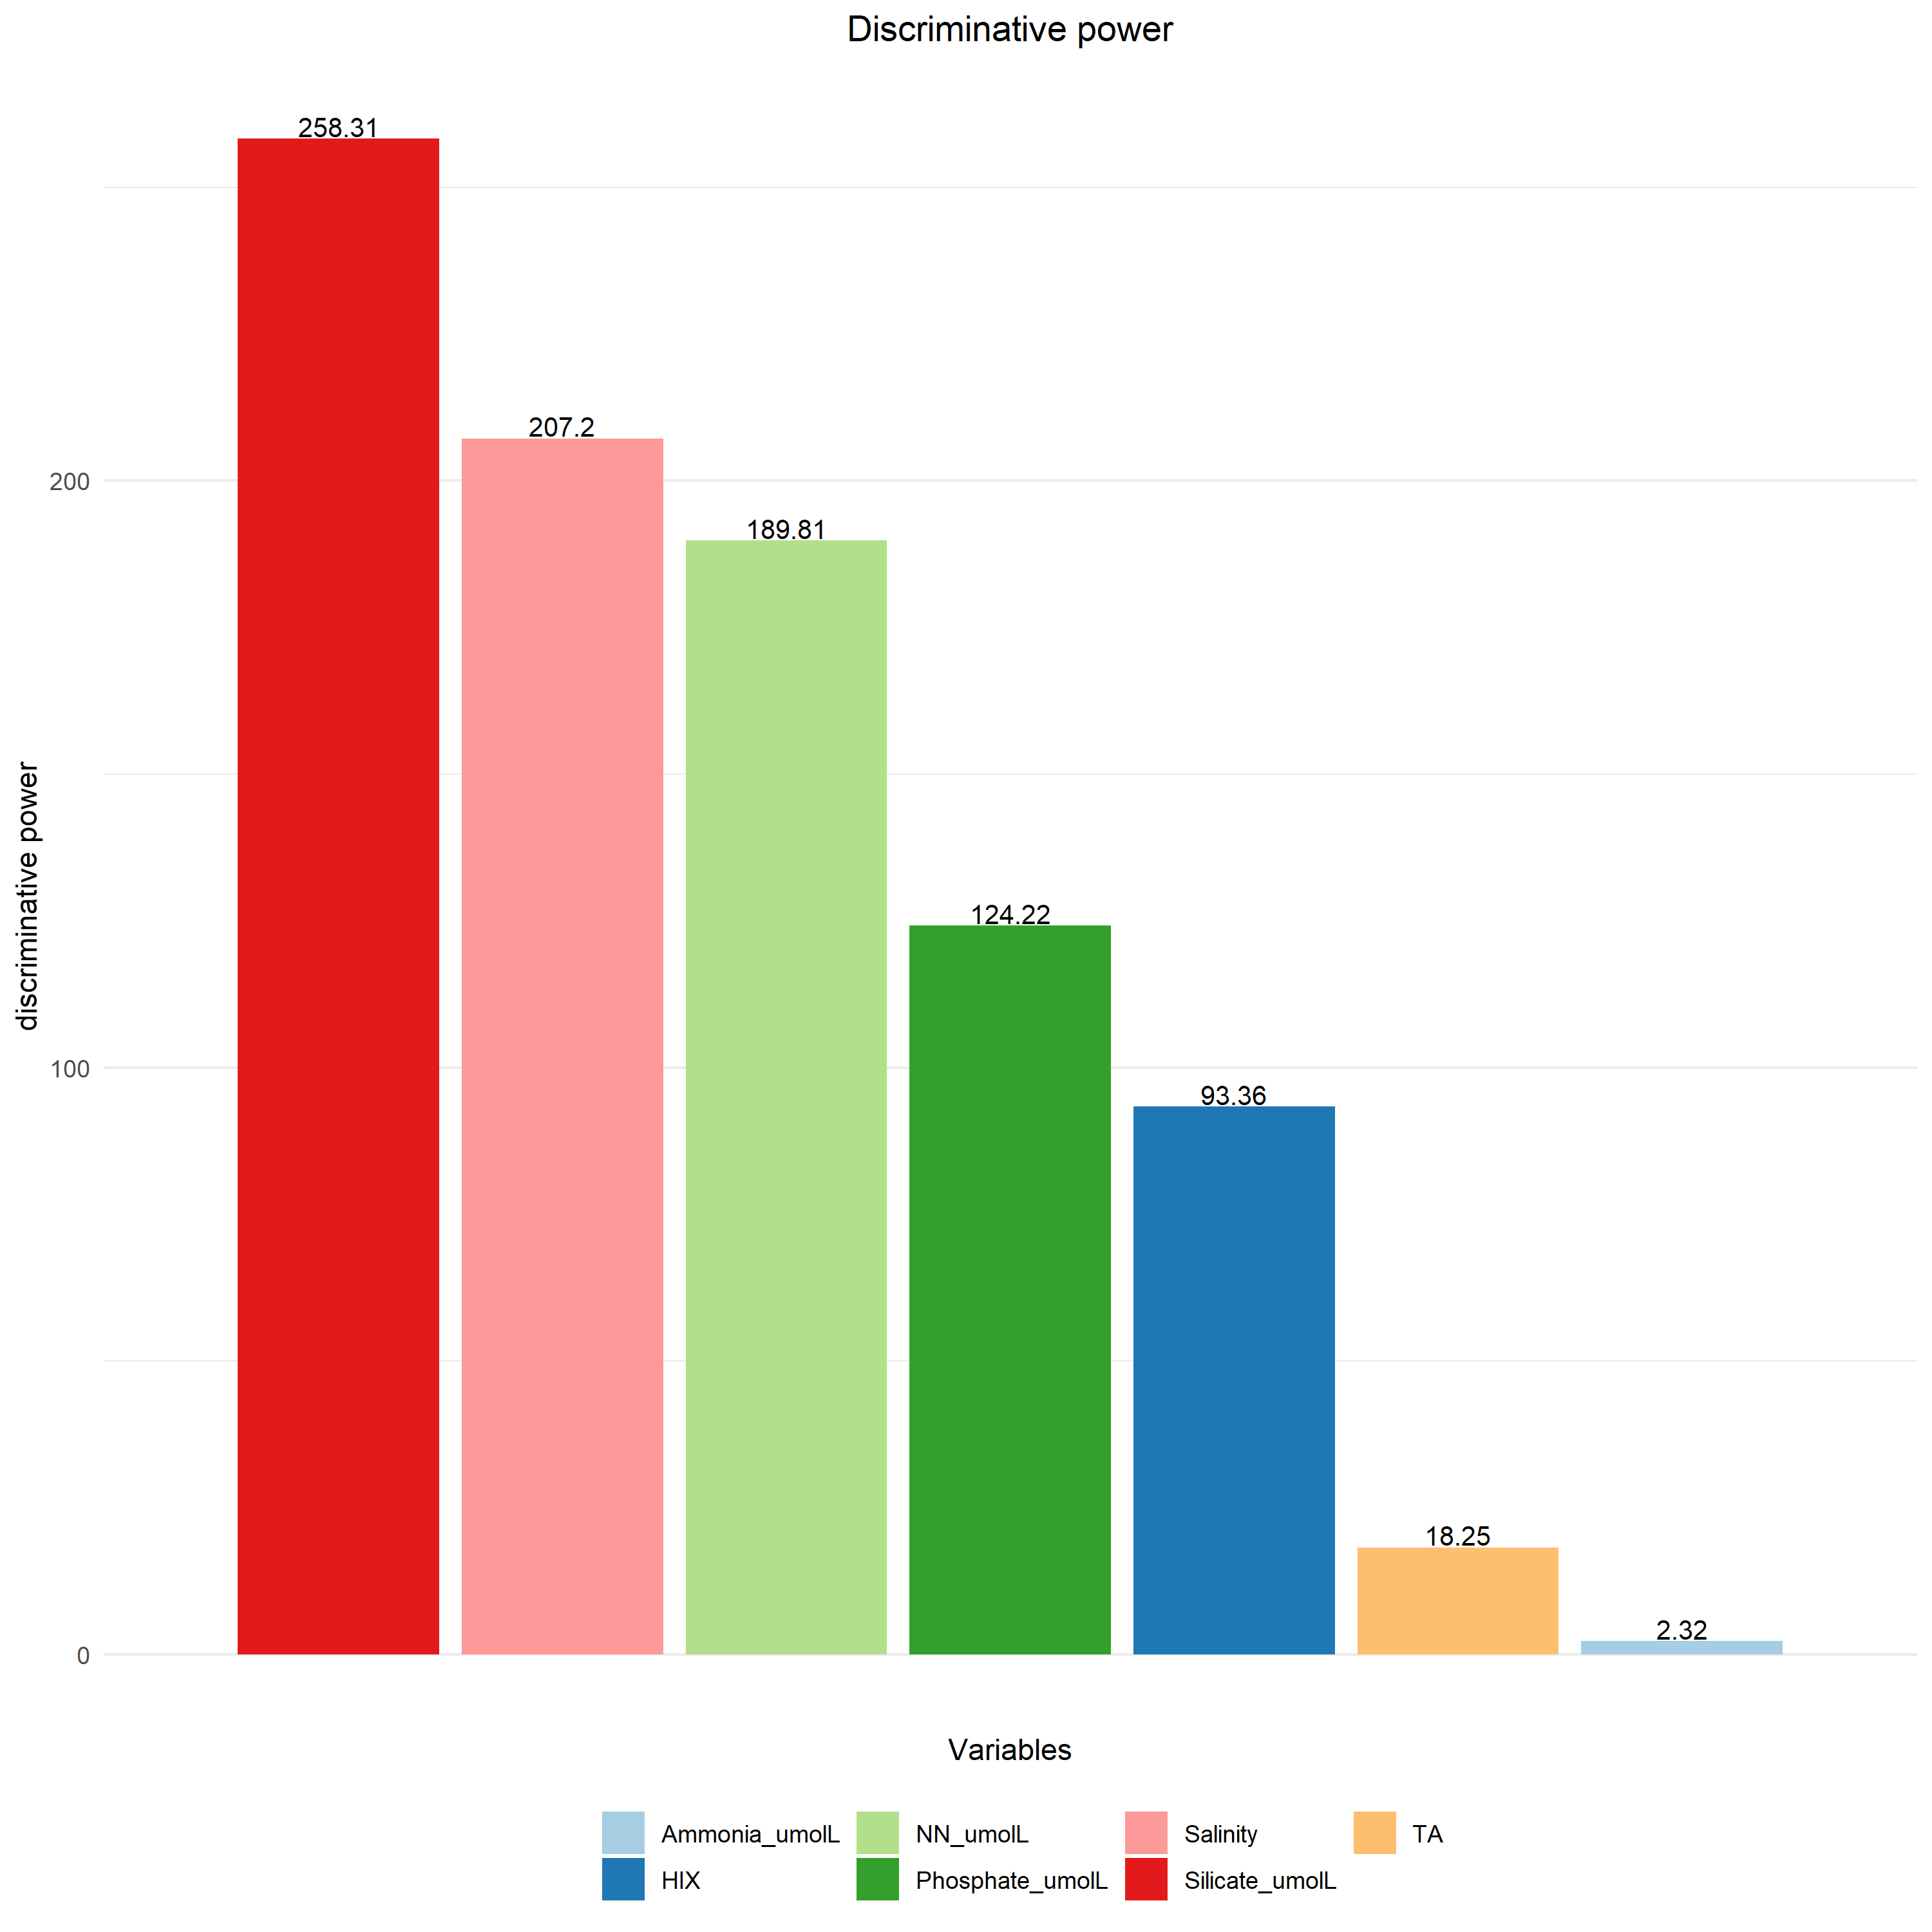 Discriminative power
258.31
207.2
200
189.81
124.22
discriminative power
100
93.36
18.25
2.32
0
Variables
Ammonia_umolL NN_umolL Salinity TA
HIX Phosphate_umolL Silicate_umolL